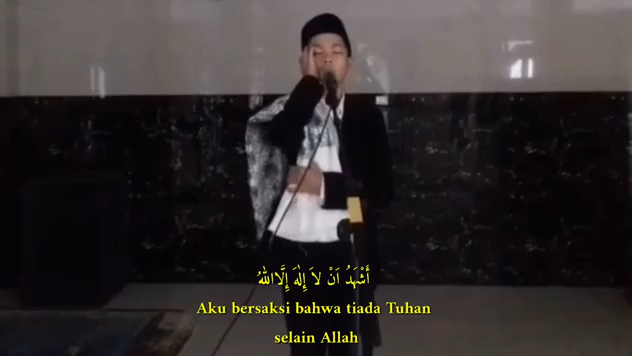 أَشْهَدُ اَنْ لاَ إِلٰهَ إِلَّااللهُ
Aku bersaksi bahwa tiada Tuhan
selain Allah